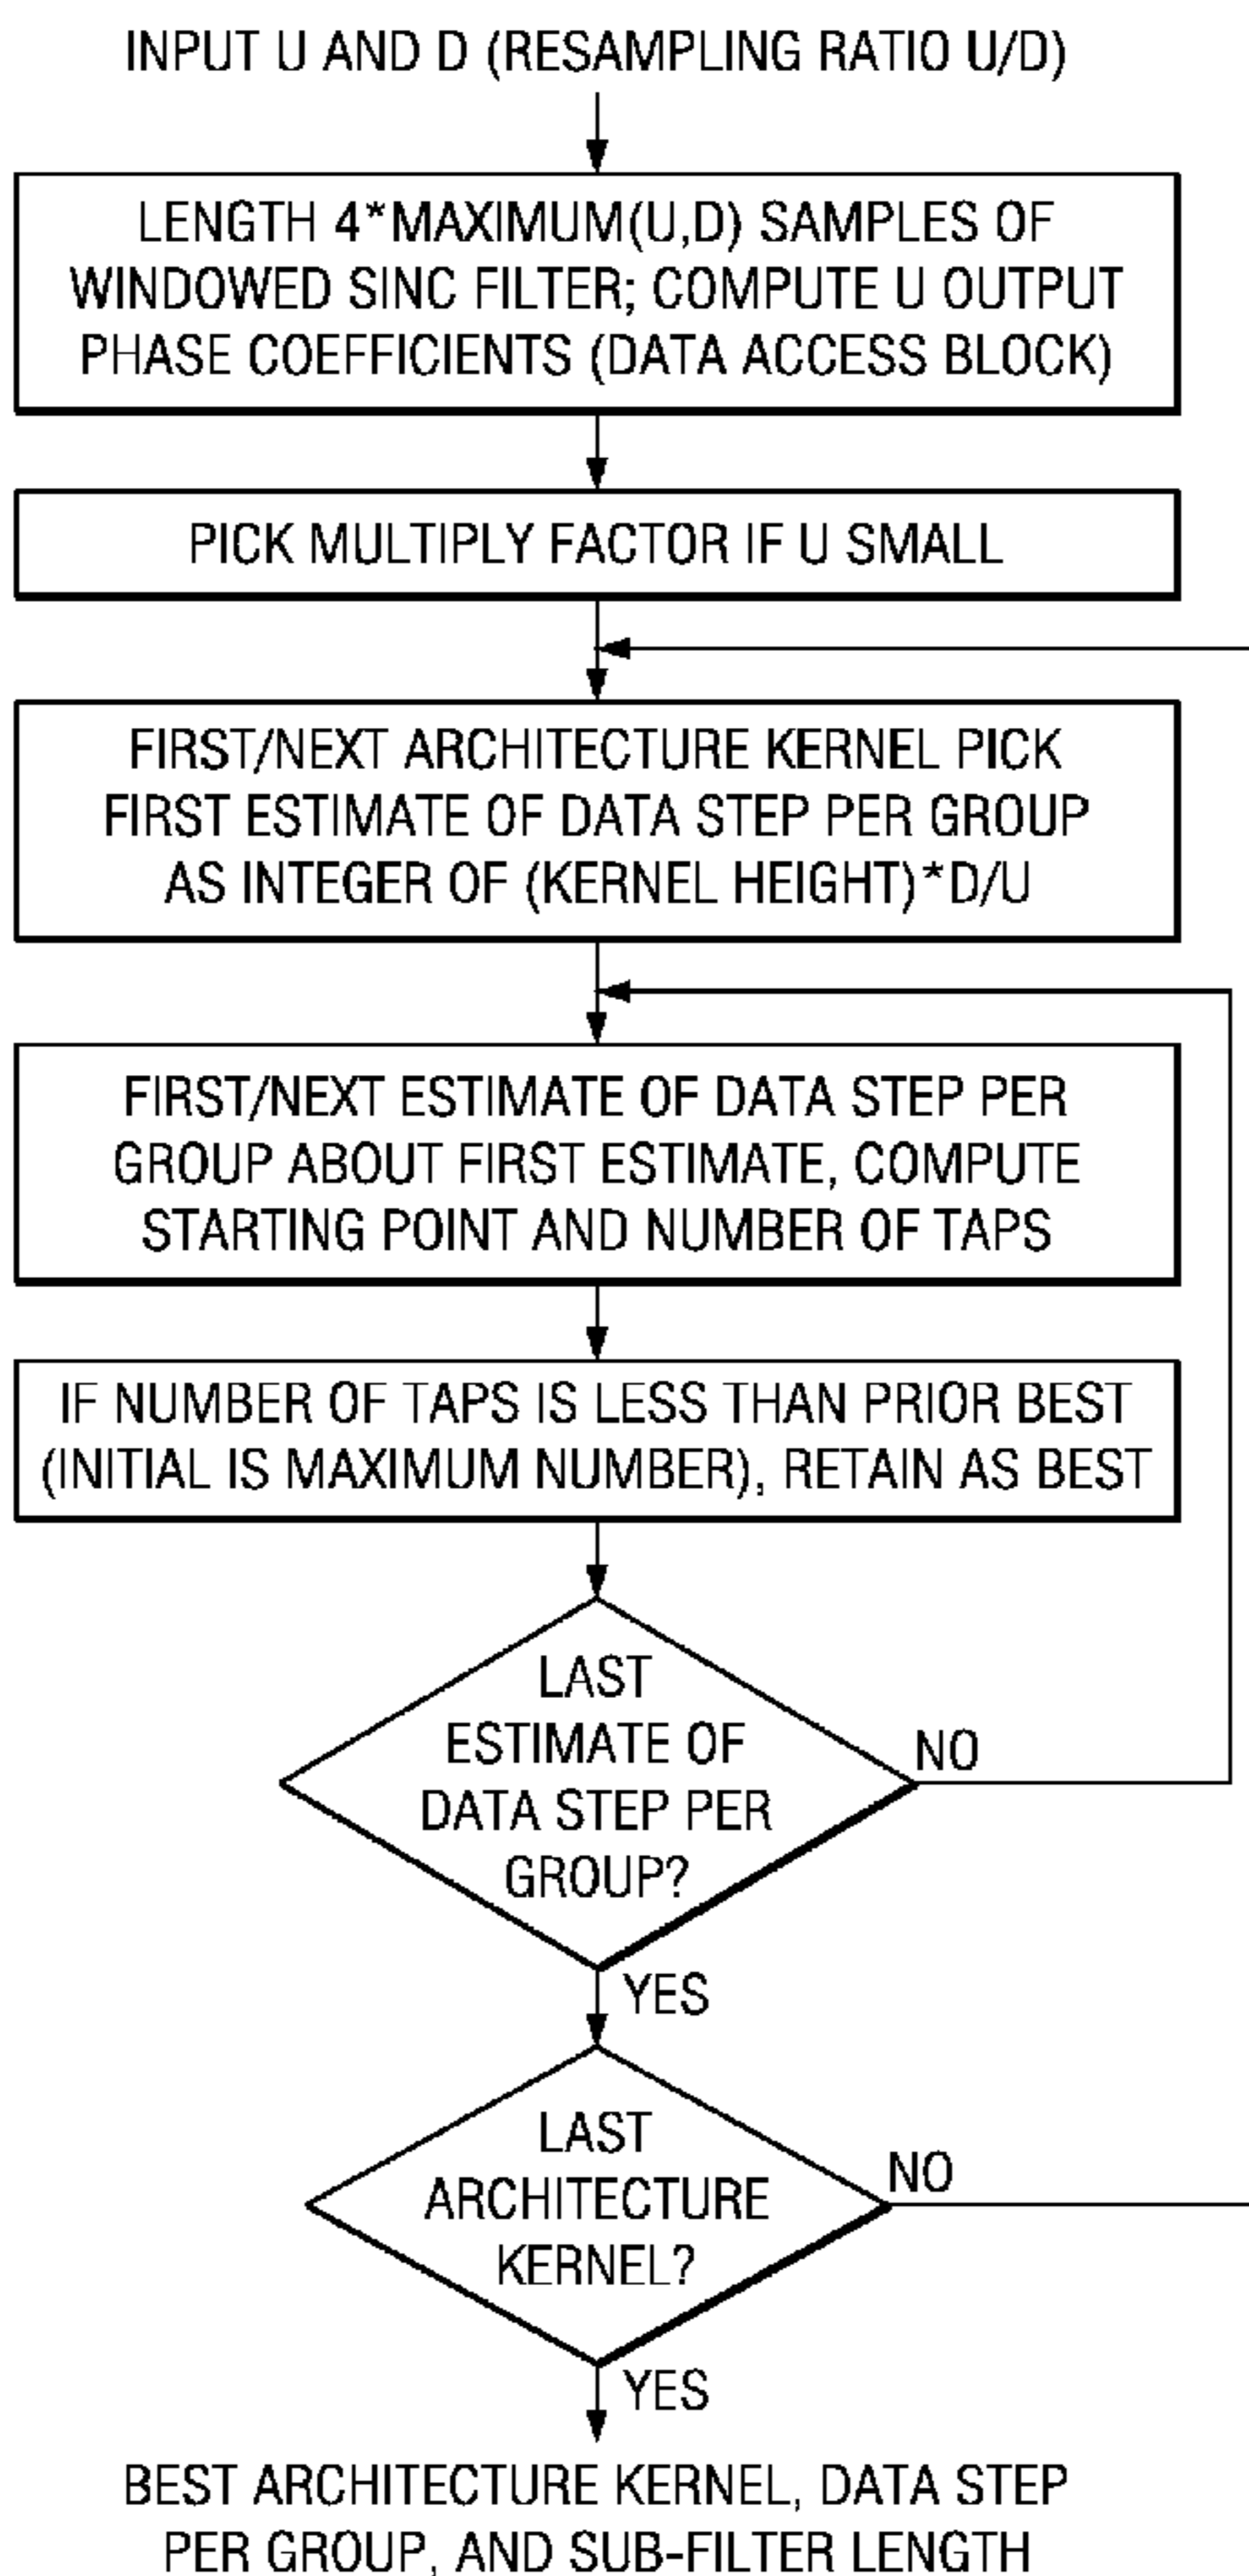 INPUT U AND D (RESAMPLING RATIO U/D)
LENGTH 4*MAXIMUM(U,D) SAMPLES OF
WINDOWED SINC FILTER; COMPUTE U OUTPUT
PHASE COEFFICIENTS (DATA ACCESS BLOCK)
PICK MULTIPLY FACTOR IF U SMALL
FIRST/NEXT ARCHITECTURE KERNEL PICK
FIRST ESTIMATE OF DATA STEP PER GROUP
AS INTEGER OF (KERNEL HEIGHT)*D/U
FIRST/NEXT ESTIMATE OF DATA STEP PER
GROUP ABOUT FIRST ESTIMATE, COMPUTE
STARTING POINT AND NUMBER OF TAPS
IF NUMBER OF TAPS IS LESS THAN PRIOR BEST
(INITIAL IS MAXIMUM NUMBER), RETAIN AS BEST
LAST
ESTIMATE OF
DATA STEP PER
GROUP?
NO
YES
LAST
ARCHITECTURE
KERNEL?
NO
YES
BEST ARCHITECTURE KERNEL, DATA STEP
PER GROUP, AND SUB-FILTER LENGTH